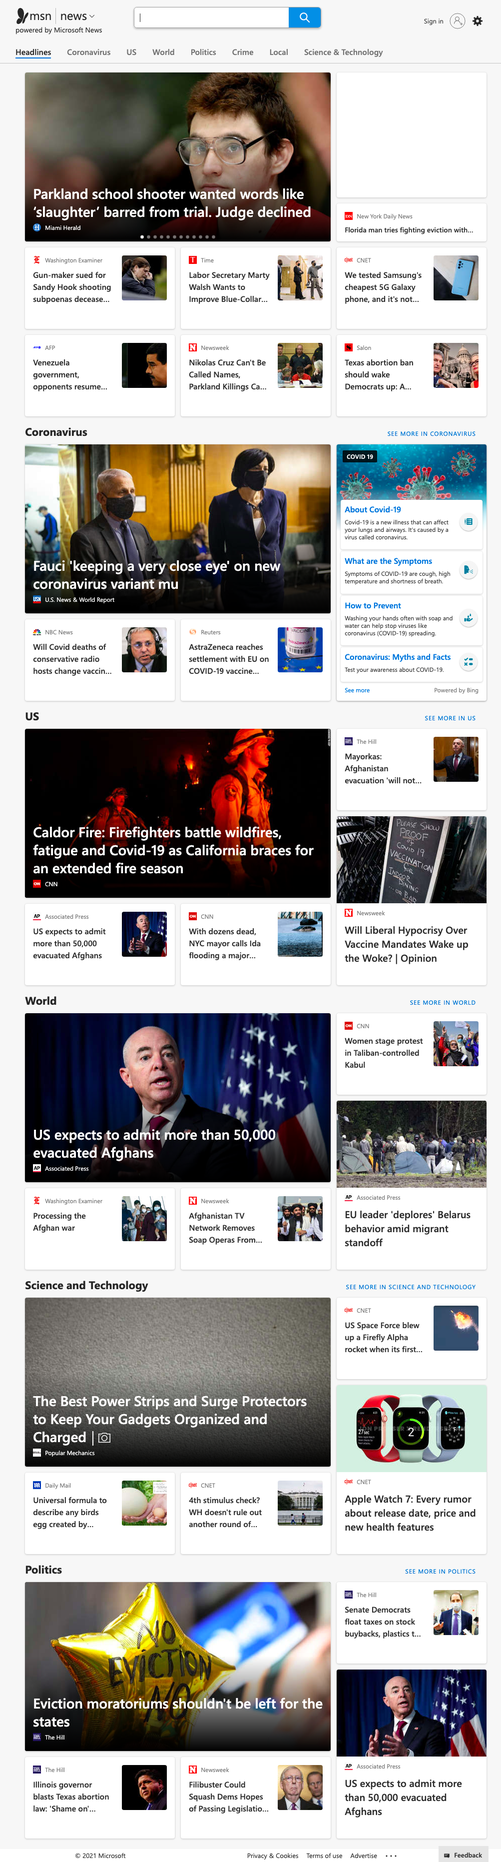 msn news
powered by Microsoft News
Sign in
Headlines Coronavirus US World Politics Crime Local Science & Technology
Parkland school shooter wanted words like
‘slaughter’ barred from trial. Judge declined
Miami Herald
New York Daily News
Florida man tries fighting eviction with...
Washington Examiner
Gun-maker sued for
Sandy Hook shooting
subpoenas decease...
Time
Labor Secretary Marty
Walsh Wants to
Improve Blue-Collar...
CNET
We tested Samsung's
cheapest 5G Galaxy
phone, and it's not...
AFP
Venezuela
government,
opponents resume...
Newsweek
Nikolas Cruz Can't Be
Called Names,
Parkland Killings Ca...
Salon
Texas abortion ban
should wake
Democrats up: A...
Coronavirus
SEE MORE IN CORONAVIRUS
Fauci 'keeping a very close eye' on new
coronavirus variant mu
U.S. News & World Report
COVID 19
About Covid-19
Covid-19 is a new illness that can affect
your lungs and airways. It's caused by a
virus called coronavirus.
What are the Symptoms
Symptoms of COVID-19 are cough, high
temperature and shortness of breath.
How to Prevent
Washing your hands often with soap and
water can help stop viruses like
coronavirus (COVID-19) spreading.
Coronavirus: Myths and Facts
Test your awareness about COVID-19.
See more
Powered by Bing
NBC News
Will Covid deaths of
conservative radio
hosts change vaccin...
Reuters
AstraZeneca reaches
settlement with EU on
COVID-19 vaccine...
US
SEE MORE IN US
Caldor Fire: Firefighters battle wildfires,
fatigue and Covid-19 as California braces for
an extended fire season
CNN
The Hill
Mayorkas:
Afghanistan
evacuation 'will not...
PLEASE SHOW
PROOF
OF
Covid 19
VACCINATION
INDOOR
DINING
BAR
Newsweek
Will Liberal Hypocrisy Over
Vaccine Mandates Wake up
the Woke? | Opinion
AP Associated Press
US expects to admit
more than 50,000
evacuated Afghans
CNN
With dozens dead,
NYC mayor calls Ida
flooding a major...
World
SEE MORE IN WORLD
US expects to admit more than 50,000
evacuated Afghans
AP Associated Press
CNN
Women stage protest
in Taliban-controlled
Kabul
AP Associated Press
EU leader 'deplores' Belarus
behavior amid migrant
standoff
Washington Examiner
Processing the
Afghan war
Newsweek
Afghanistan TV
Network Removes
Soap Operas From...
Science and Technology
SEE MORE IN SCIENCE AND TECHNOLOGY
The Best Power Strips and Surge Protectors
to Keep Your Gadgets Organized and
Charged |
Popular Mechanics
CNET
US Space Force blew
up a Firefly Alpha
rocket when its first...
2
CNET
Apple Watch 7: Every rumor
about release date, price and
new health features
Daily Mail
Universal formula to
describe any birds
egg created by...
CNET
4th stimulus check?
WH doesn't rule out
another round of...
Politics
SEE MORE IN POLITICS
NO
EVICTION
Eviction moratoriums shouldn't be left for the
states
The Hill
The Hill
Senate Democrats
float taxes on stock
buybacks, plastics t...
AP Associated Press
US expects to admit more
than 50,000 evacuated
Afghans
The Hill
Illinois governor
blasts Texas abortion
law: 'Shame on'...
Newsweek
Filibuster Could
Squash Dems Hopes
of Passing Legislatio...
© 2021 Microsoft Privacy & Cookies Terms of use Advertise ... Feedback